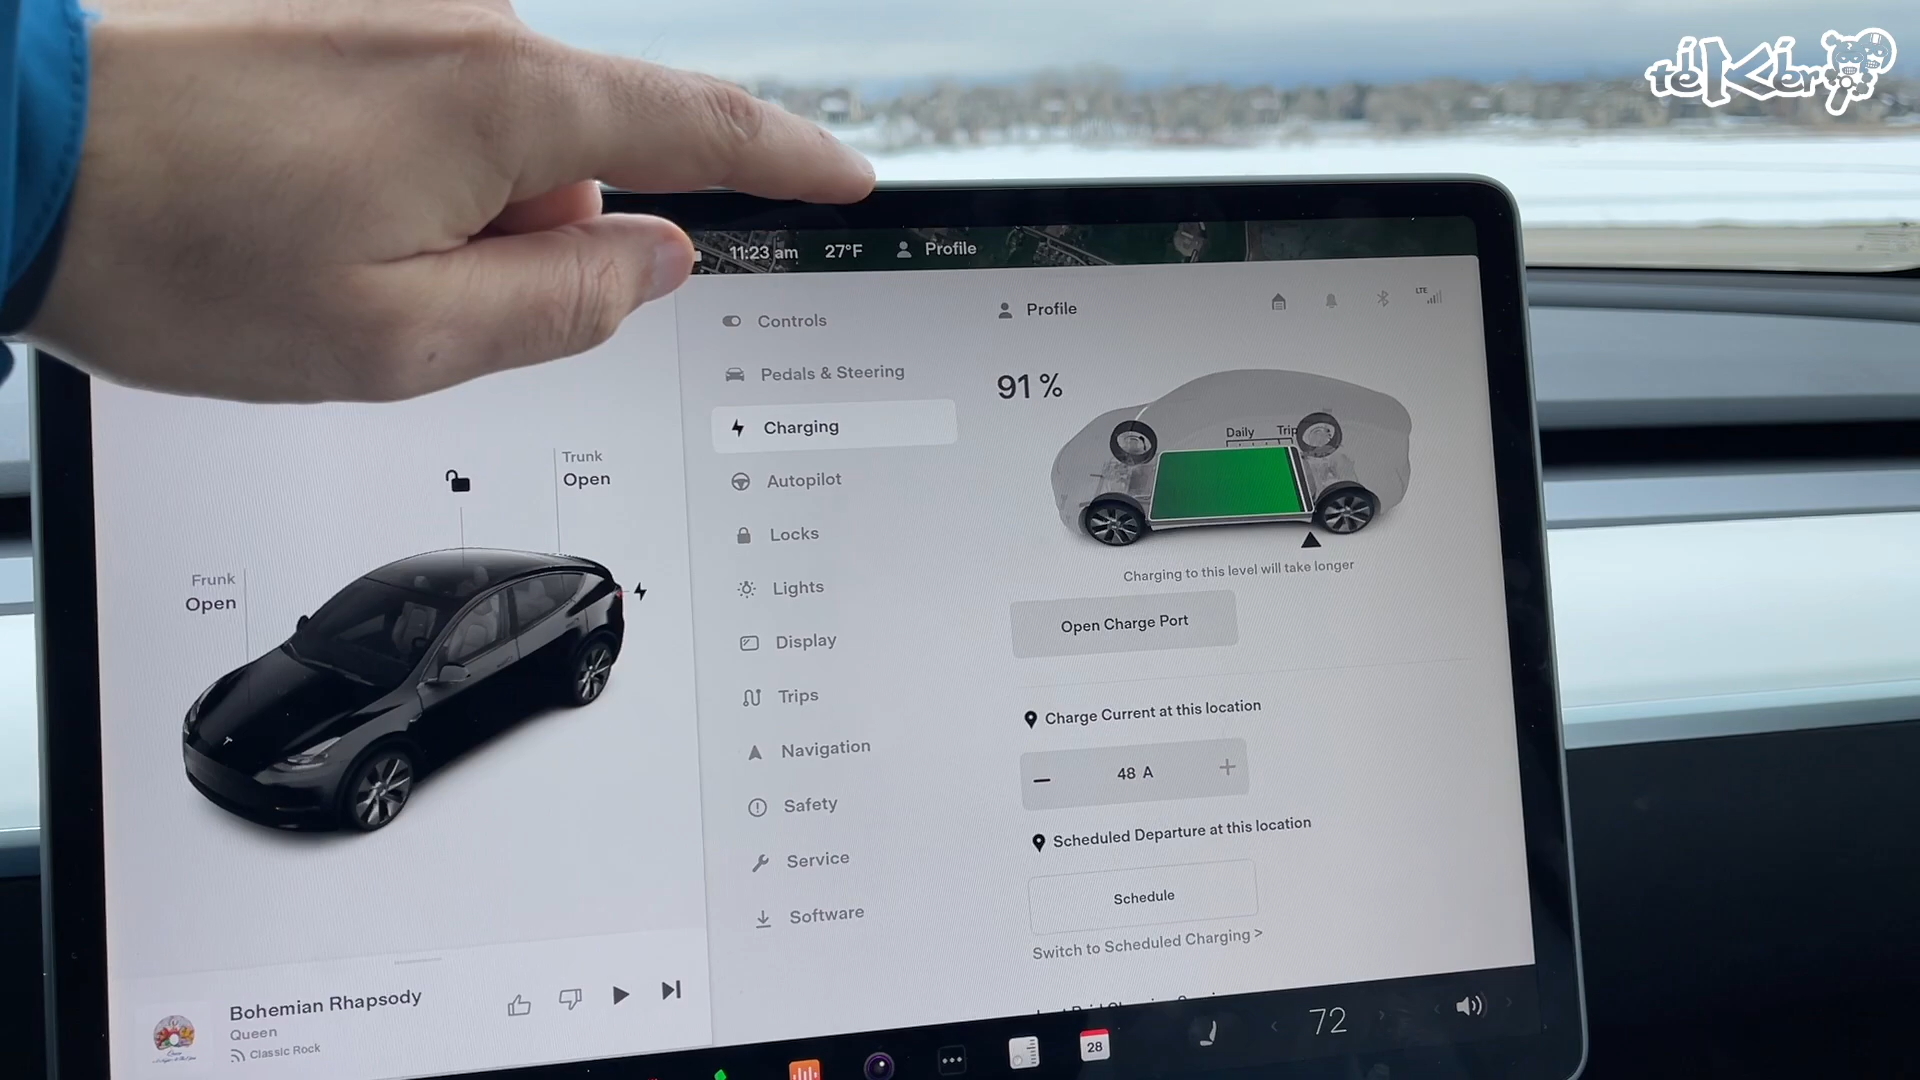 téKkér
11:23 am 27°F Profile
Controls
Pedals & Steering
Charging
Autopilot
Locks
Lights
Display
Trips
Navigation
Safety
Service
Software
Profile
LTE
91 %
Daily Trip
Charging to this level will take longer
Open Charge Port
Charge Current at this location
48 A
Scheduled Departure at this location
Schedule
Switch to Scheduled Charging >
Trunk
Open
Frunk
Open
Bohemian Rhapsody
Queen
Classic Rock
28
72